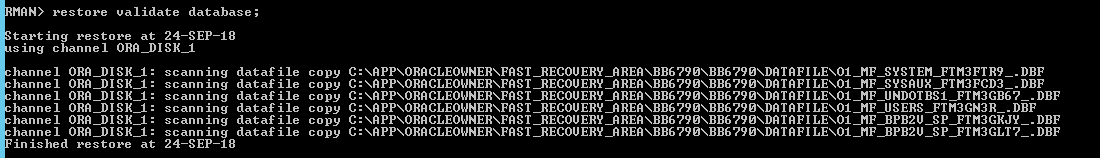 RMAN> restore validate database;
Starting restore at 24-SEP-18
using channel ORA_DISK_1
channel ORA_DISK_1: scanning datafile copy C:\APP\ORACLEOWNER\FAST_RECOVERY_AREA\BB6790\BB6790\DATAFILE\O1_MF_SYSTEM_FTM3FTR9_.DBF
channel ORA_DISK_1: scanning datafile copy C:\APP\ORACLEOWNER\FAST_RECOVERY_AREA\BB6790\BB6790\DATAFILE\O1_MF_SYSAUX_FTM3FCD3_.DBF
channel ORA_DISK_1: scanning datafile copy C:\APP\ORACLEOWNER\FAST_RECOVERY_AREA\BB6790\BB6790\DATAFILE\O1_MF_UNDOTBS1_FTM3GB67_.DBF
channel ORA_DISK_1: scanning datafile copy C:\APP\ORACLEOWNER\FAST_RECOVERY_AREA\BB6790\BB6790\DATAFILE\O1_MF_USERS_FTM3GN3R_.DBF
channel ORA_DISK_1: scanning datafile copy C:\APP\ORACLEOWNER\FAST_RECOVERY_AREA\BB6790\BB6790\DATAFILE\O1_MF_BPB2V_SP_FTM3GKJY_.DBF
channel ORA_DISK_1: scanning datafile copy C:\APP\ORACLEOWNER\FAST_RECOVERY_AREA\BB6790\BB6790\DATAFILE\O1_MF_BPB2V_SP_FTM3GLT7_.DBF
Finished restore at 24-SEP-18